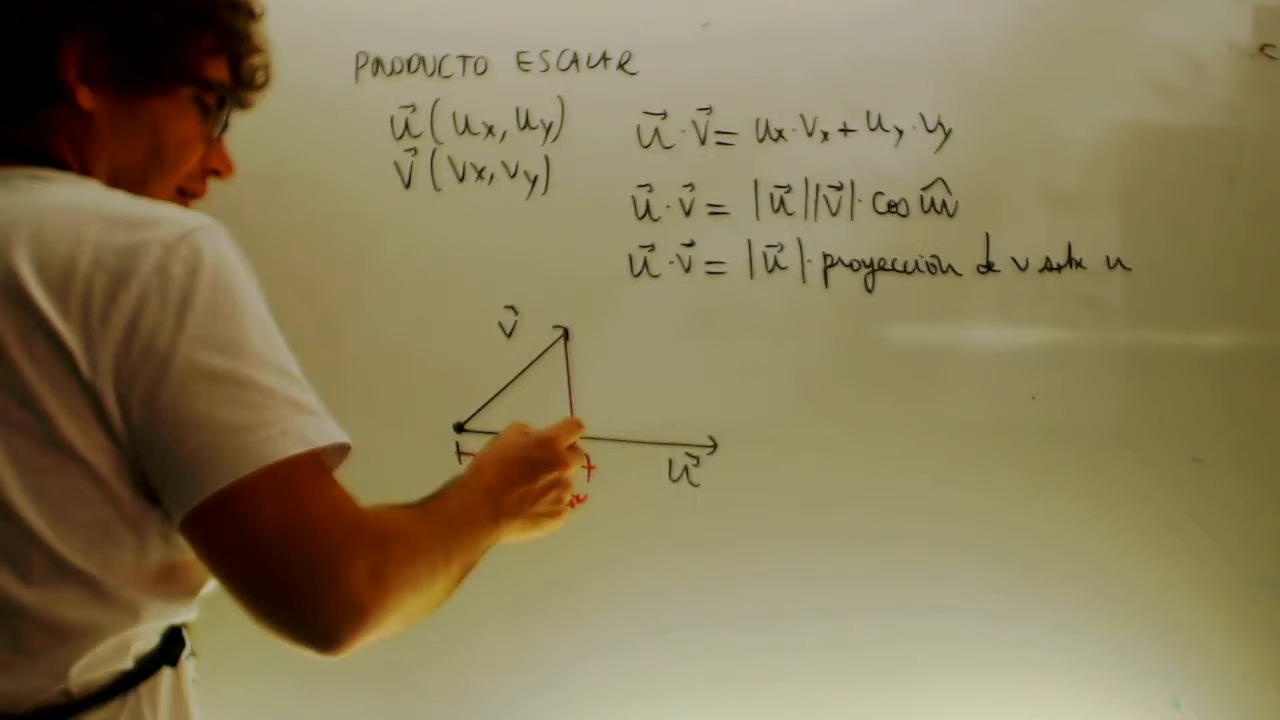 PRODUCTO ESCALAR
u⃗ (ux, uy)
v⃗ (vx, vy)
u⃗ · v⃗ = ux · vx + uy · vy
u⃗ · v⃗ = |u⃗||v⃗| · cos uv
u⃗ · v⃗ = |u⃗| · proyección de v sobre u
v⃗
u⃗